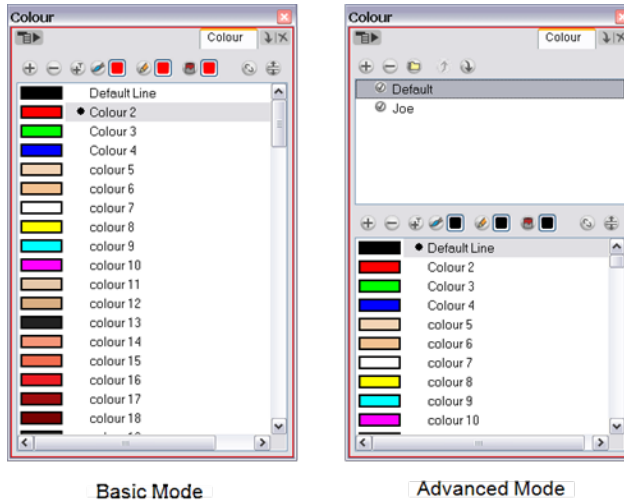 Colour
Colour
Default Line
Colour 2
Colour 3
Colour 4
colour 5
colour 6
colour 7
colour 8
colour 9
colour 10
colour 11
colour 12
colour 13
colour 14
colour 15
colour 16
colour 17
colour 18
Basic Mode
Colour
Colour
Default
Joe
Default Line
Colour 2
Colour 3
Colour 4
colour 5
colour 6
colour 7
colour 8
colour 9
colour 10
Advanced Mode